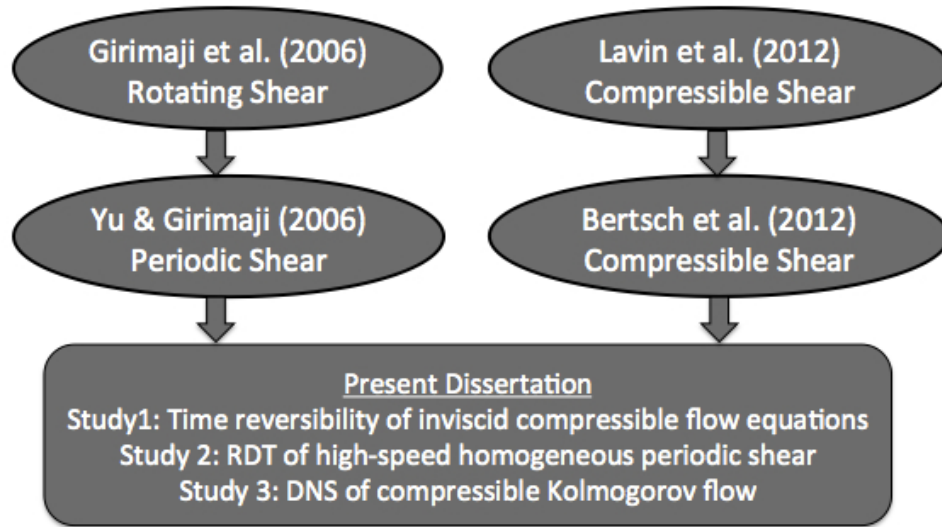 Girimaji et al. (2006)
Rotating Shear
Lavin et al. (2012)
Compressible Shear
Yu & Girimaji (2006)
Periodic Shear
Bertsch et al. (2012)
Compressible Shear
Present Dissertation
Study1: Time reversibility of inviscid compressible flow equations
Study 2: RDT of high-speed homogeneous periodic shear
Study 3: DNS of compressible Kolmogorov flow